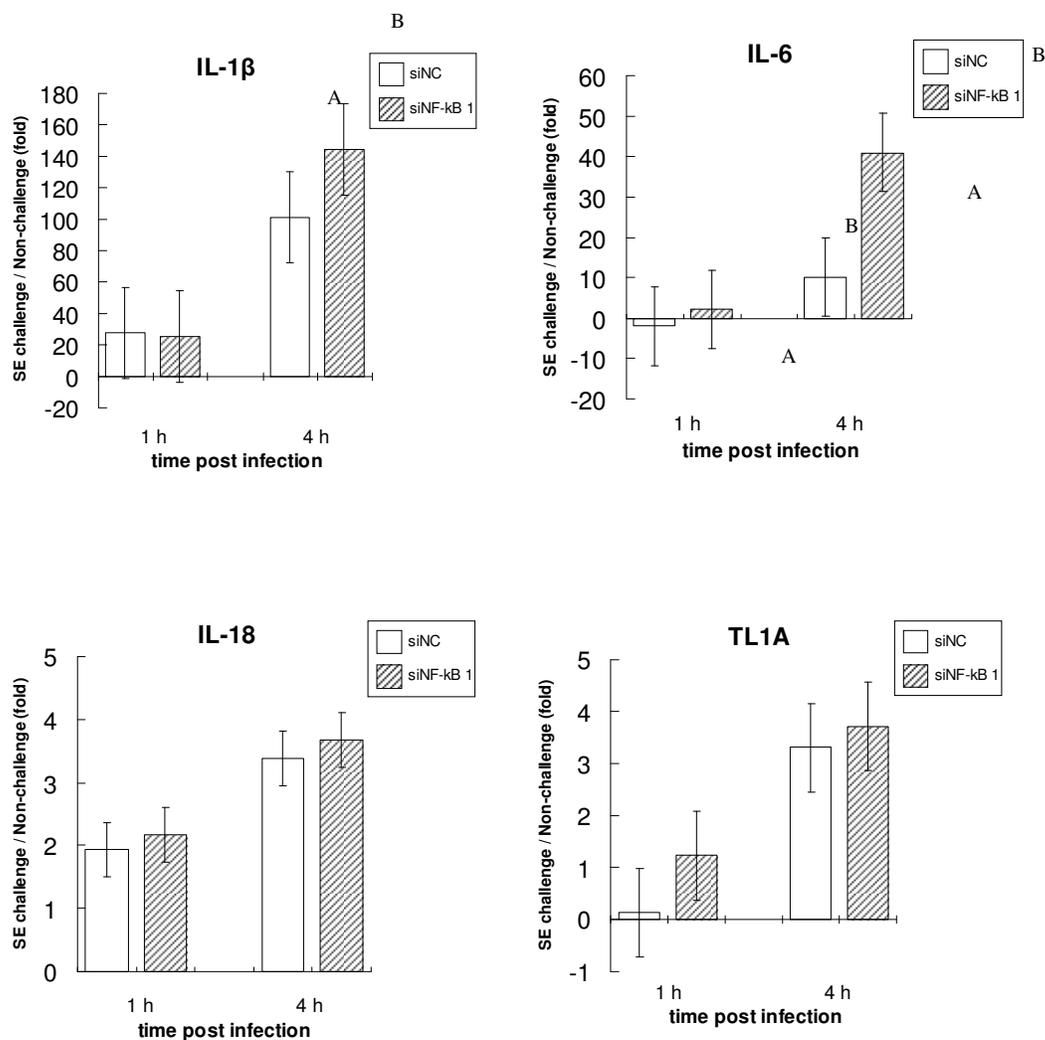 B
IL-1β
siNC
siNF-kB 1
A
SE challenge / Non-challenge (fold)
180
160
140
120
100
80
60
40
20
0
-20
1 h 4 h
time post infection
IL-6
B
siNC
siNF-kB 1
SE challenge / Non-challenge (fold)
60
50
40
30
20
10
0
-10
-20
A
B
A
1 h 4 h
time post infection
IL-18
siNC
siNF-kB 1
SE challenge / Non-challenge (fold)
5
4
3
2
1
0
1 h 4 h
time post infection
TL1A
siNC
siNF-kB 1
SE challenge / Non-challenge (fold)
5
4
3
2
1
0
-1
1 h 4 h
time post infection